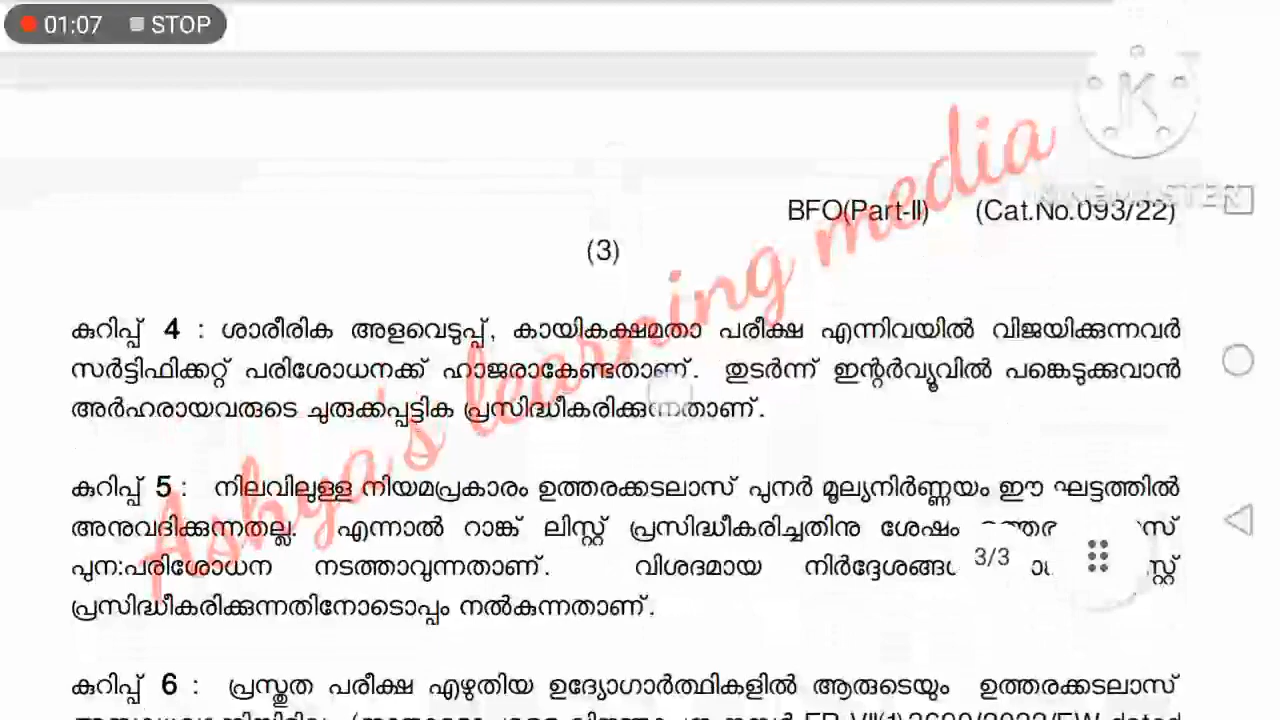 01:07 STOP
KINEMASTER
BFO(Part-II) (Cat.No.093/22)
(3)
Ashya's learning media
കുറിപ്പ് 4 : ശാരീരിക അളവെടുപ്പ്, കായികക്ഷമതാ പരീക്ഷ എന്നിവയിൽ വിജയിക്കുന്നവർ
സർട്ടിഫിക്കറ്റ് പരിശോധനക്ക് ഹാജരാകേണ്ടതാണ്. തുടർന്ന് ഇന്റർവ്യൂവിൽ പങ്കെടുക്കുവാൻ
അർഹരായവരുടെ ചുരുക്കപ്പട്ടിക പ്രസിദ്ധീകരിക്കുന്നതാണ്.
കുറിപ്പ് 5 : നിലവിലുള്ള നിയമപ്രകാരം ഉത്തരക്കടലാസ് പുനർ മൂല്യനിർണ്ണയം ഈ ഘട്ടത്തിൽ
അനുവദിക്കുന്നതല്ല. എന്നാൽ റാങ്ക് ലിസ്റ്റ് പ്രസിദ്ധീകരിച്ചതിനു ശേഷം
പുന:പരിശോധന നടത്താവുന്നതാണ്. വിശദമായ 3/3
പ്രസിദ്ധീകരിക്കുന്നതിനോടൊപ്പം നൽകുന്നതാണ്.
കുറിപ്പ് 6 : പ്രസ്തുത പരീക്ഷ എഴുതിയ ഉദ്യോഗാർത്ഥികളിൽ ആരുടെയും ഉത്തരക്കടലാസ്